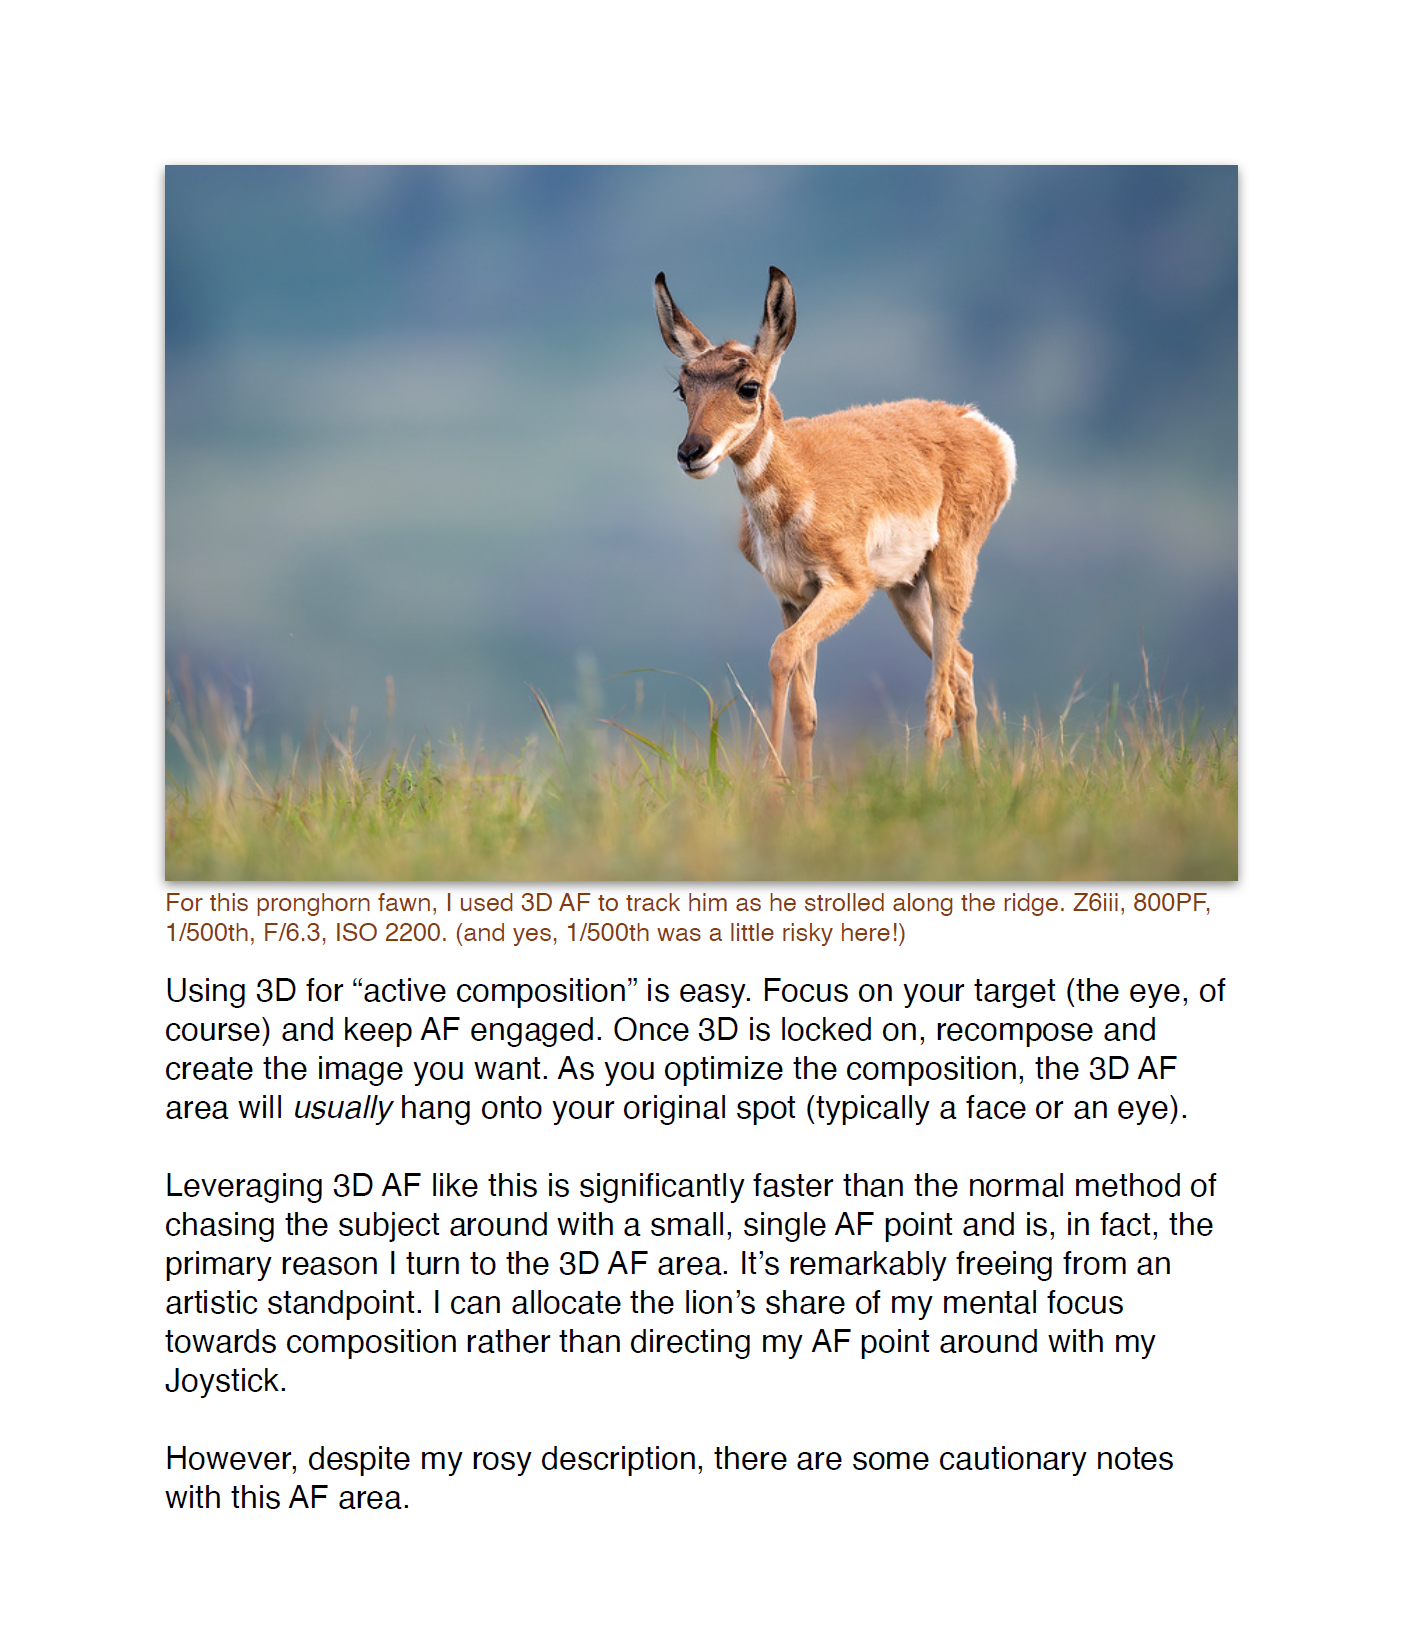 For this pronghorn fawn, I used 3D AF to track him as he strolled along the ridge. Z6iii, 800PF,
1/500th, F/6.3, ISO 2200. (and yes, 1/500th was a little risky here!)
Using 3D for “active composition” is easy. Focus on your target (the eye, of
course) and keep AF engaged. Once 3D is locked on, recompose and
create the image you want. As you optimize the composition, the 3D AF
area will usually hang onto your original spot (typically a face or an eye).
Leveraging 3D AF like this is significantly faster than the normal method of
chasing the subject around with a small, single AF point and is, in fact, the
primary reason I turn to the 3D AF area. It’s remarkably freeing from an
artistic standpoint. I can allocate the lion’s share of my mental focus
towards composition rather than directing my AF point around with my
Joystick.
However, despite my rosy description, there are some cautionary notes
with this AF area.